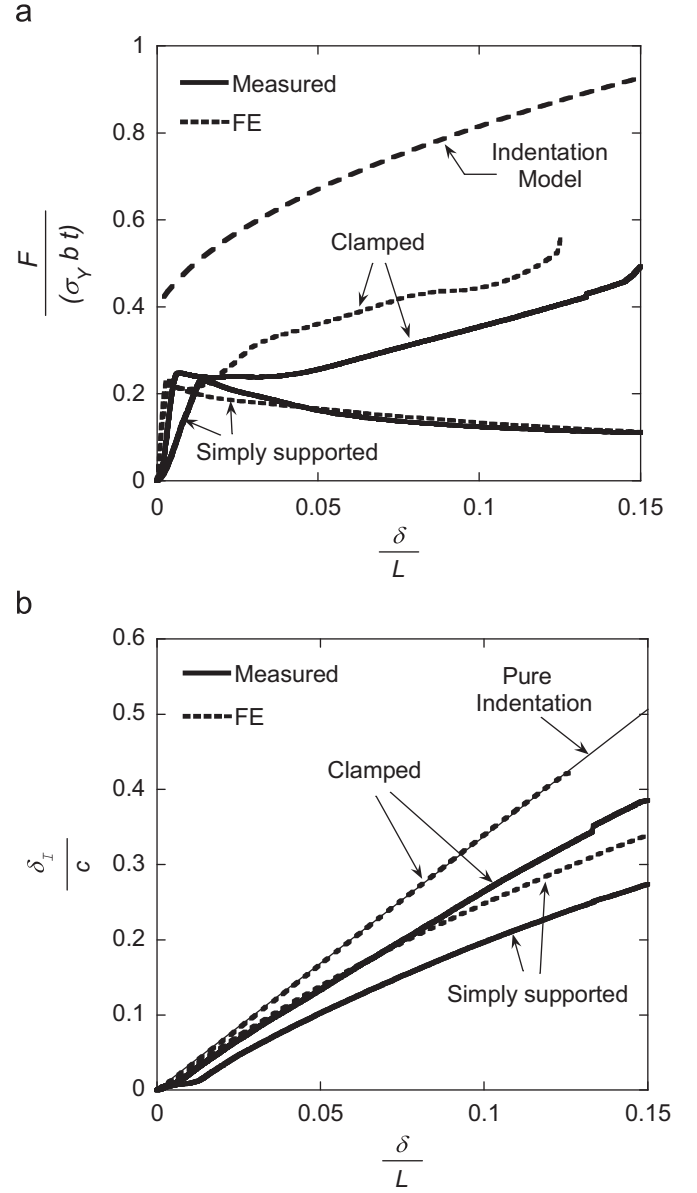 a
1
0.8
0.6
0.4
0.2
0
F
(σY b t)
Measured
FE
Indentation
Model
Clamped
Simply supported
0
0.05
0.1
0.15
δ
L
b
0.6
0.5
0.4
0.3
0.2
0.1
0
δI
c
Measured
FE
Pure
Indentation
Clamped
Simply supported
0
0.05
0.1
0.15
δ
L